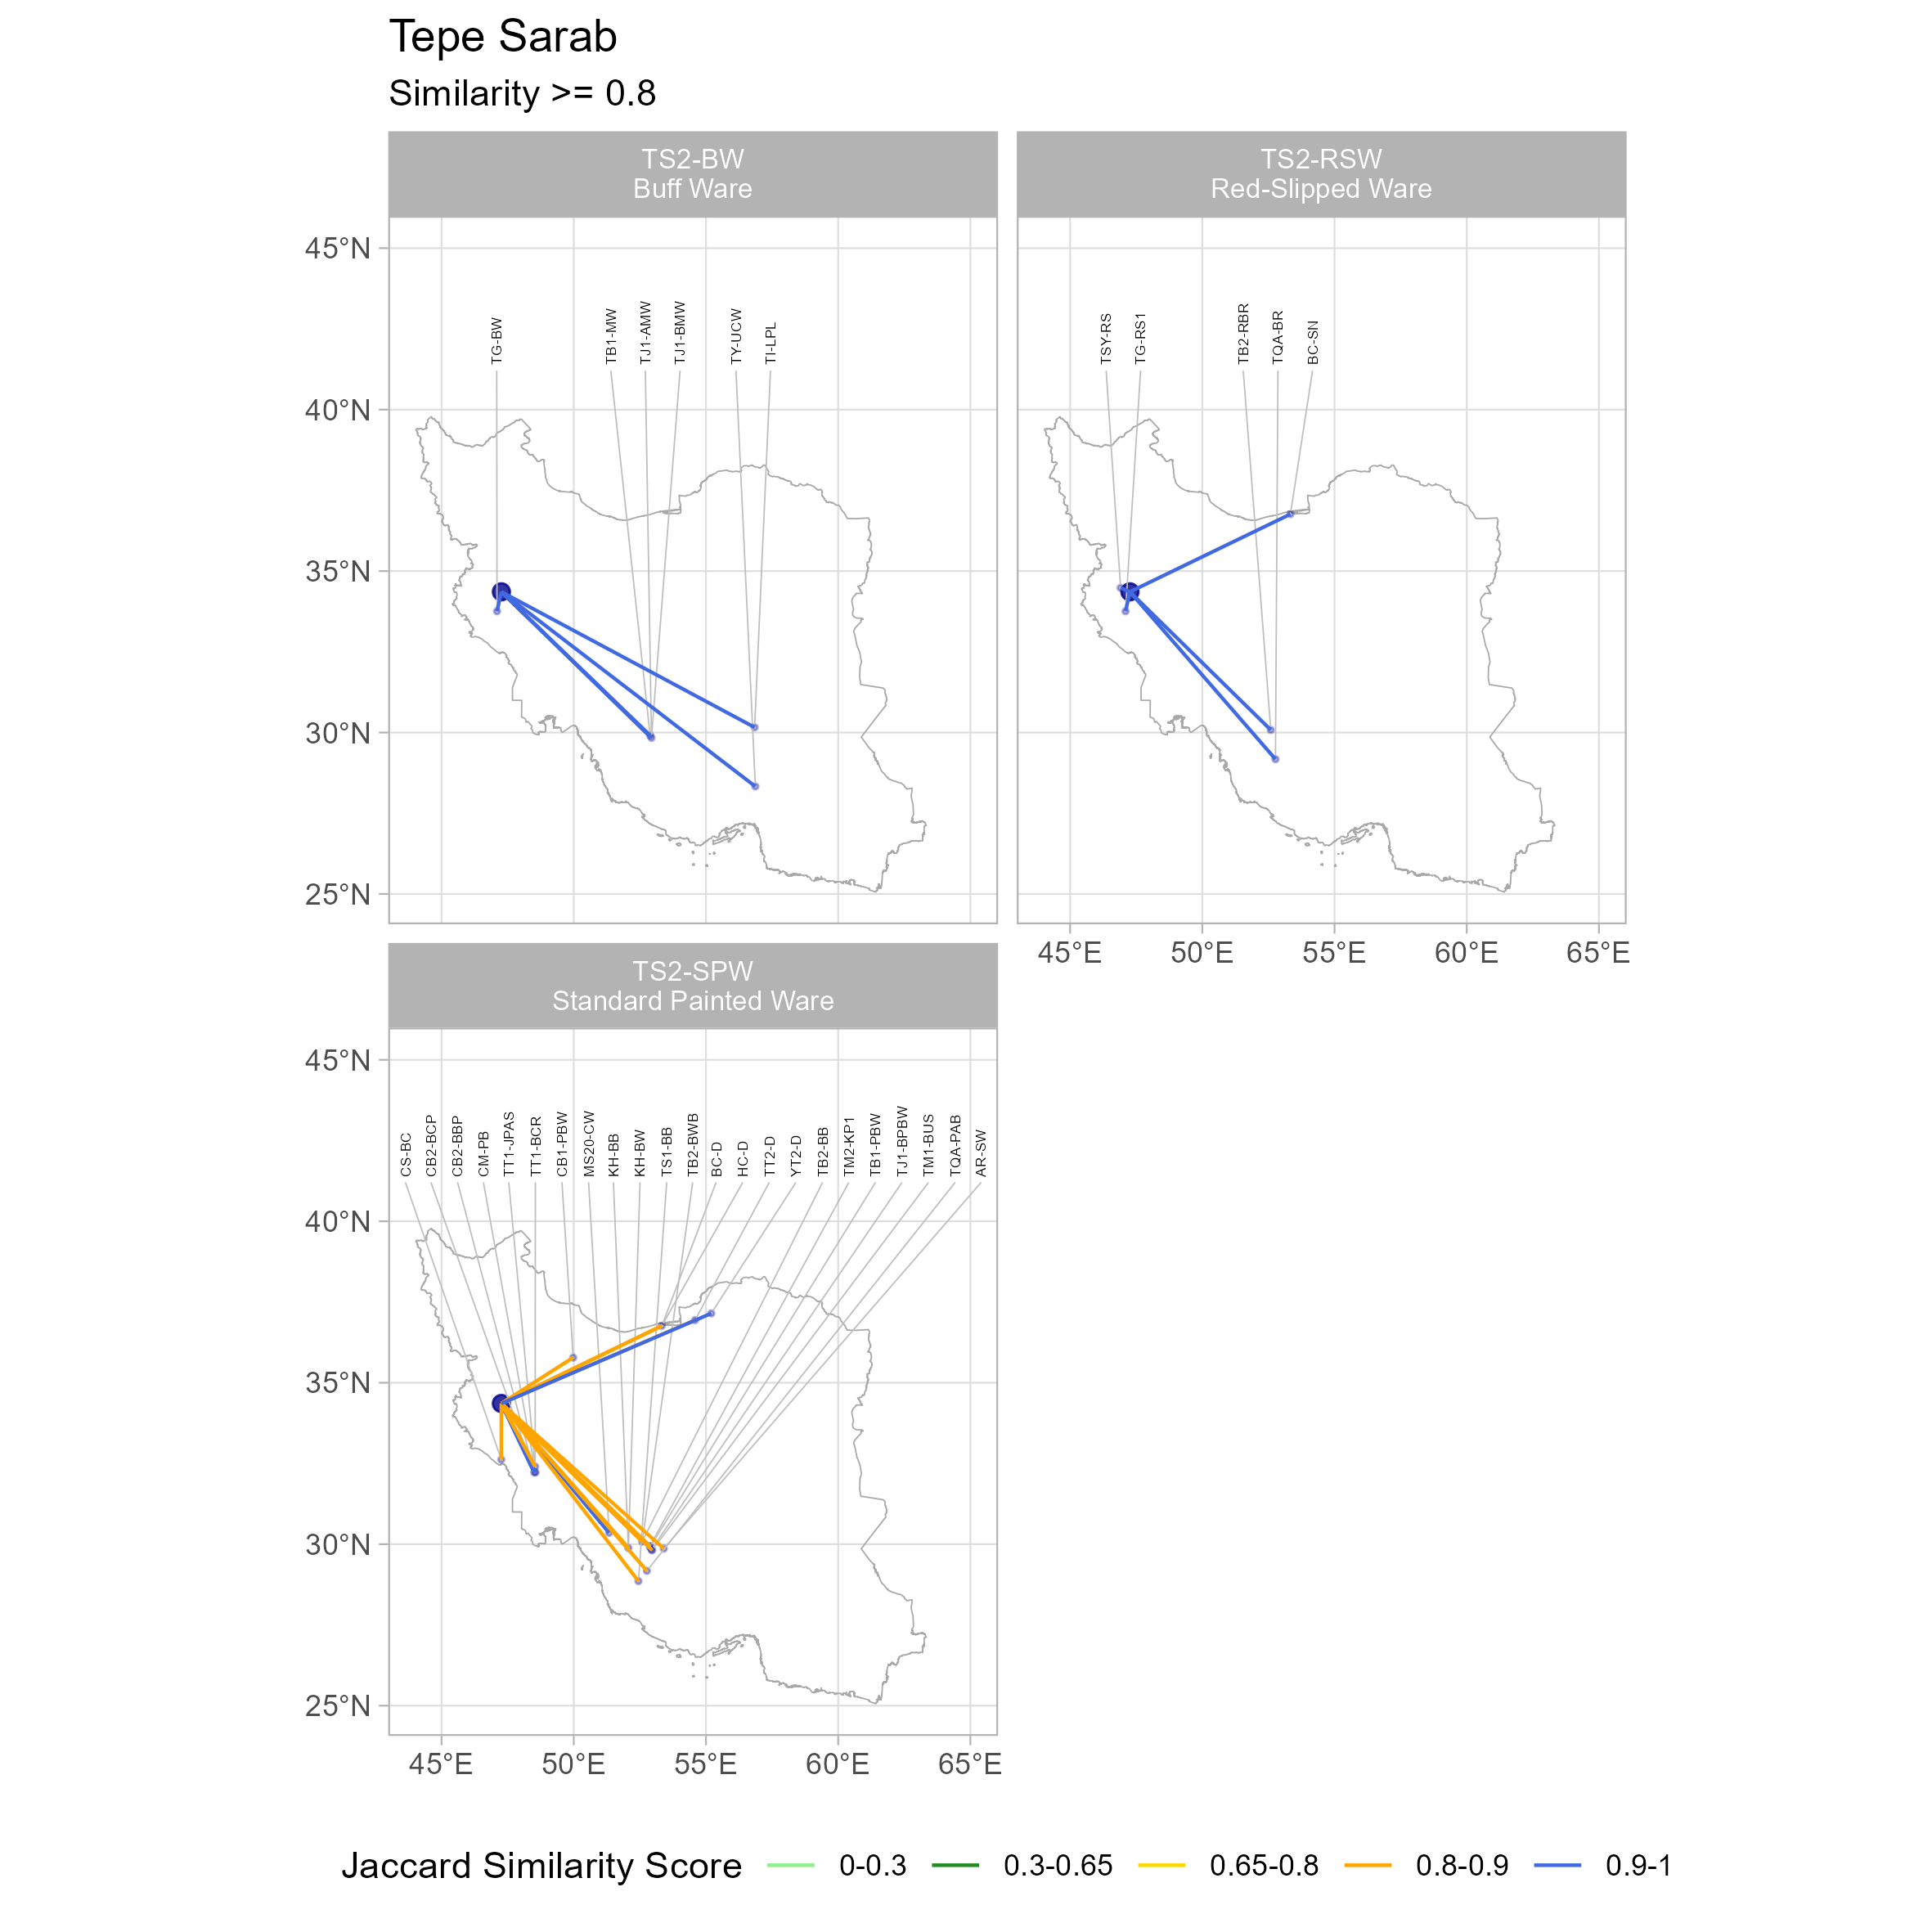 Tepe Sarab
Similarity >= 0.8
TS2-BW
Buff Ware
TS2-RSW
Red-Slipped Ware
45°N
40°N
35°N
30°N
25°N
TG-BW
TB1-MW
TJ1-AMW
TJ1-BMW
TY-UCW
TI-LPL
TSY-RS
TG-RS1
TB2-RBR
TQA-BR
BC-SN
45°E
50°E
55°E
60°E
65°E
TS2-SPW
Standard Painted Ware
45°N
40°N
35°N
30°N
25°N
CS-BC
CB2-BCP
CB2-BBP
CM-PB
TT1-JPAS
TT1-BCR
CB1-PBW
MS20-CW
KH-BB
KH-BW
TS1-BB
TB2-BWB
BC-D
HC-D
TT2-D
YT2-D
TB2-BB
TM2-KP1
TB1-PBW
TJ1-BPBW
TM1-BUS
TQA-PAB
AR-SW
45°E
50°E
55°E
60°E
65°E
Jaccard Similarity Score 0-0.3 0.3-0.65 0.65-0.8 0.8-0.9 0.9-1